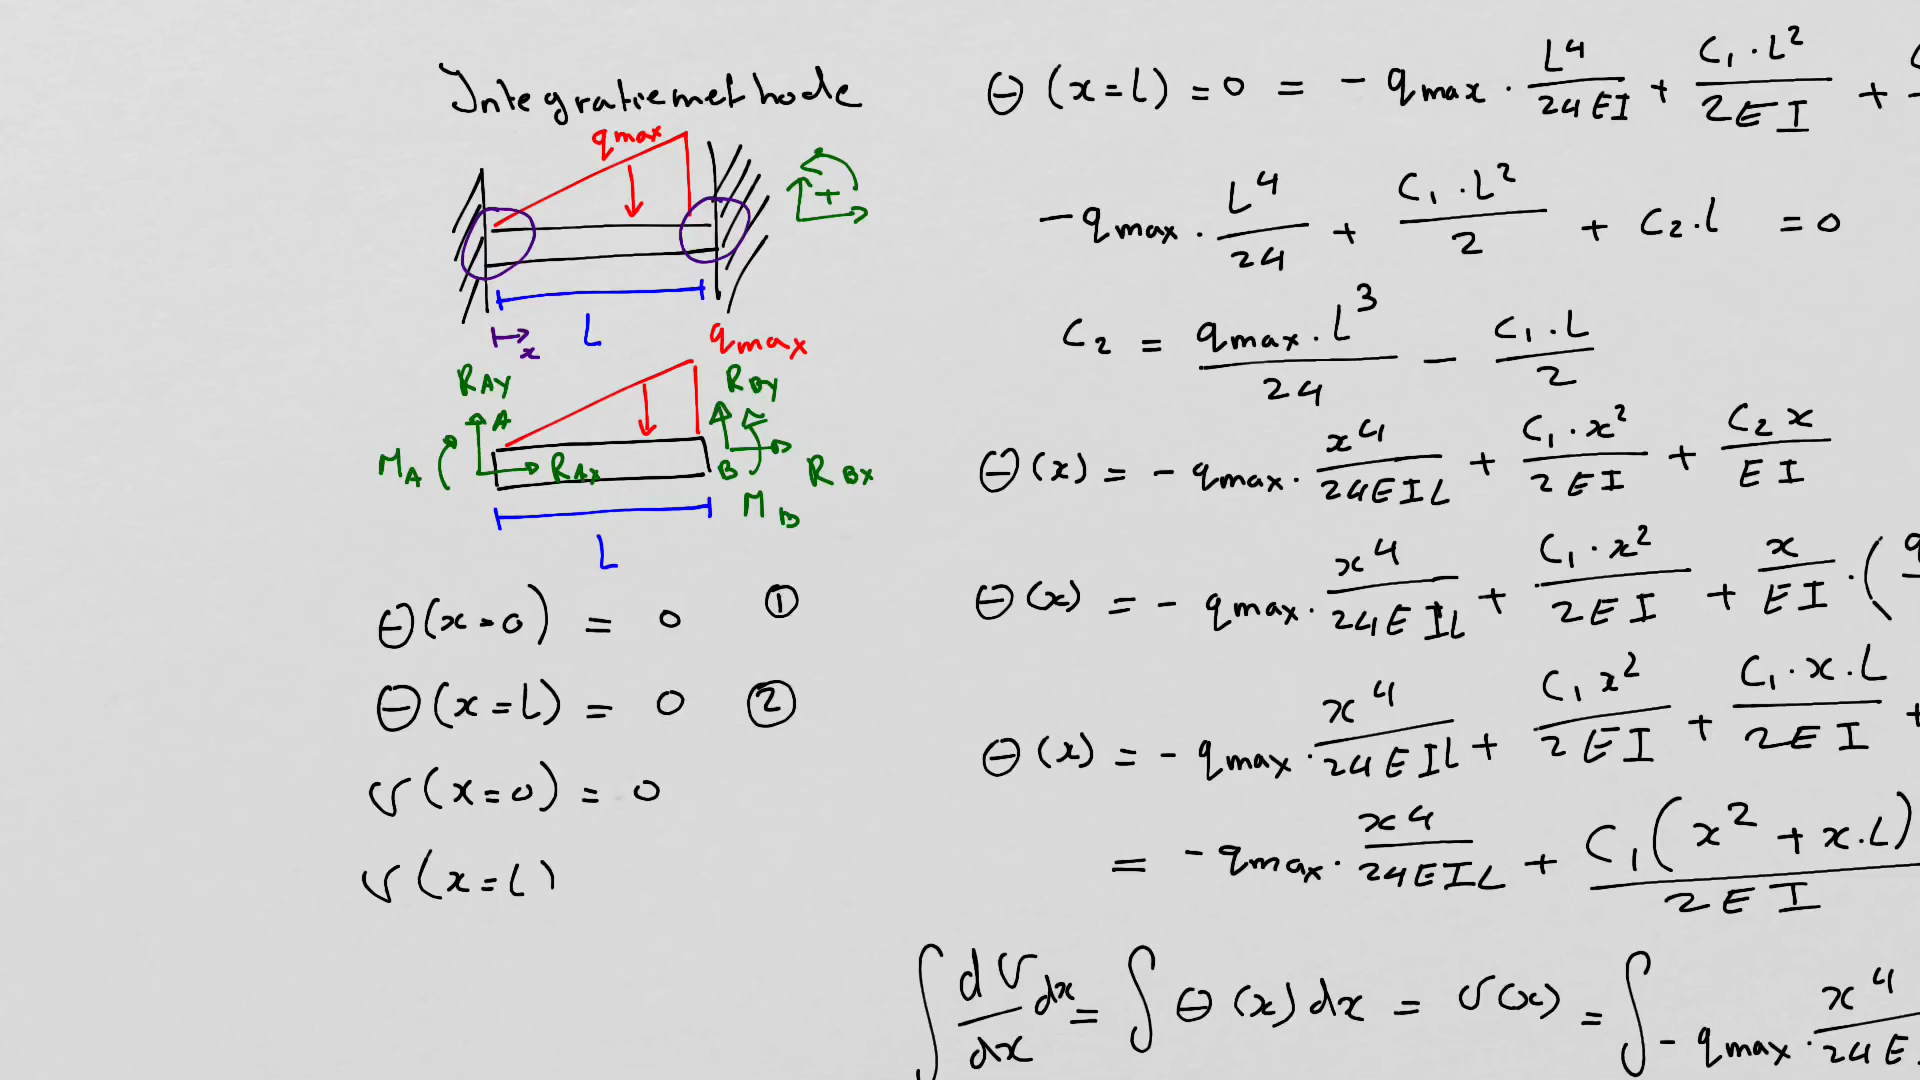 Integratiemethode
qmax
+
L
x
qmax
RAY
RBY
A
MA
RAX
B
RBX
MB
L
θ(x=0) = 0 ①
θ(x=L) = 0 ②
v(x=0) = 0
v(x=L)
θ(x=L) = 0 = - qmax · L⁴/24EI + C₁·L²/2EI +
-qmax · L⁴/24 + C₁·L²/2 + C₂·L = 0
C₂ = qmax·L³/24 - C₁·L/2
θ(x) = - qmax · x⁴/24EIL + C₁·x²/2EI + C₂x/EI
θ(x) = - qmax · x⁴/24EIL + C₁·x²/2EI + x/EI · (q
θ(x) = - qmax · x⁴/24EIL + C₁x²/2EI + C₁·x·L/2EI +
= - qmax · x⁴/24EIL + C₁(x² + x·L)/2EI
∫ dv/dx dx = ∫ θ(x) dx = v(x) = ∫ - qmax · x⁴/24E